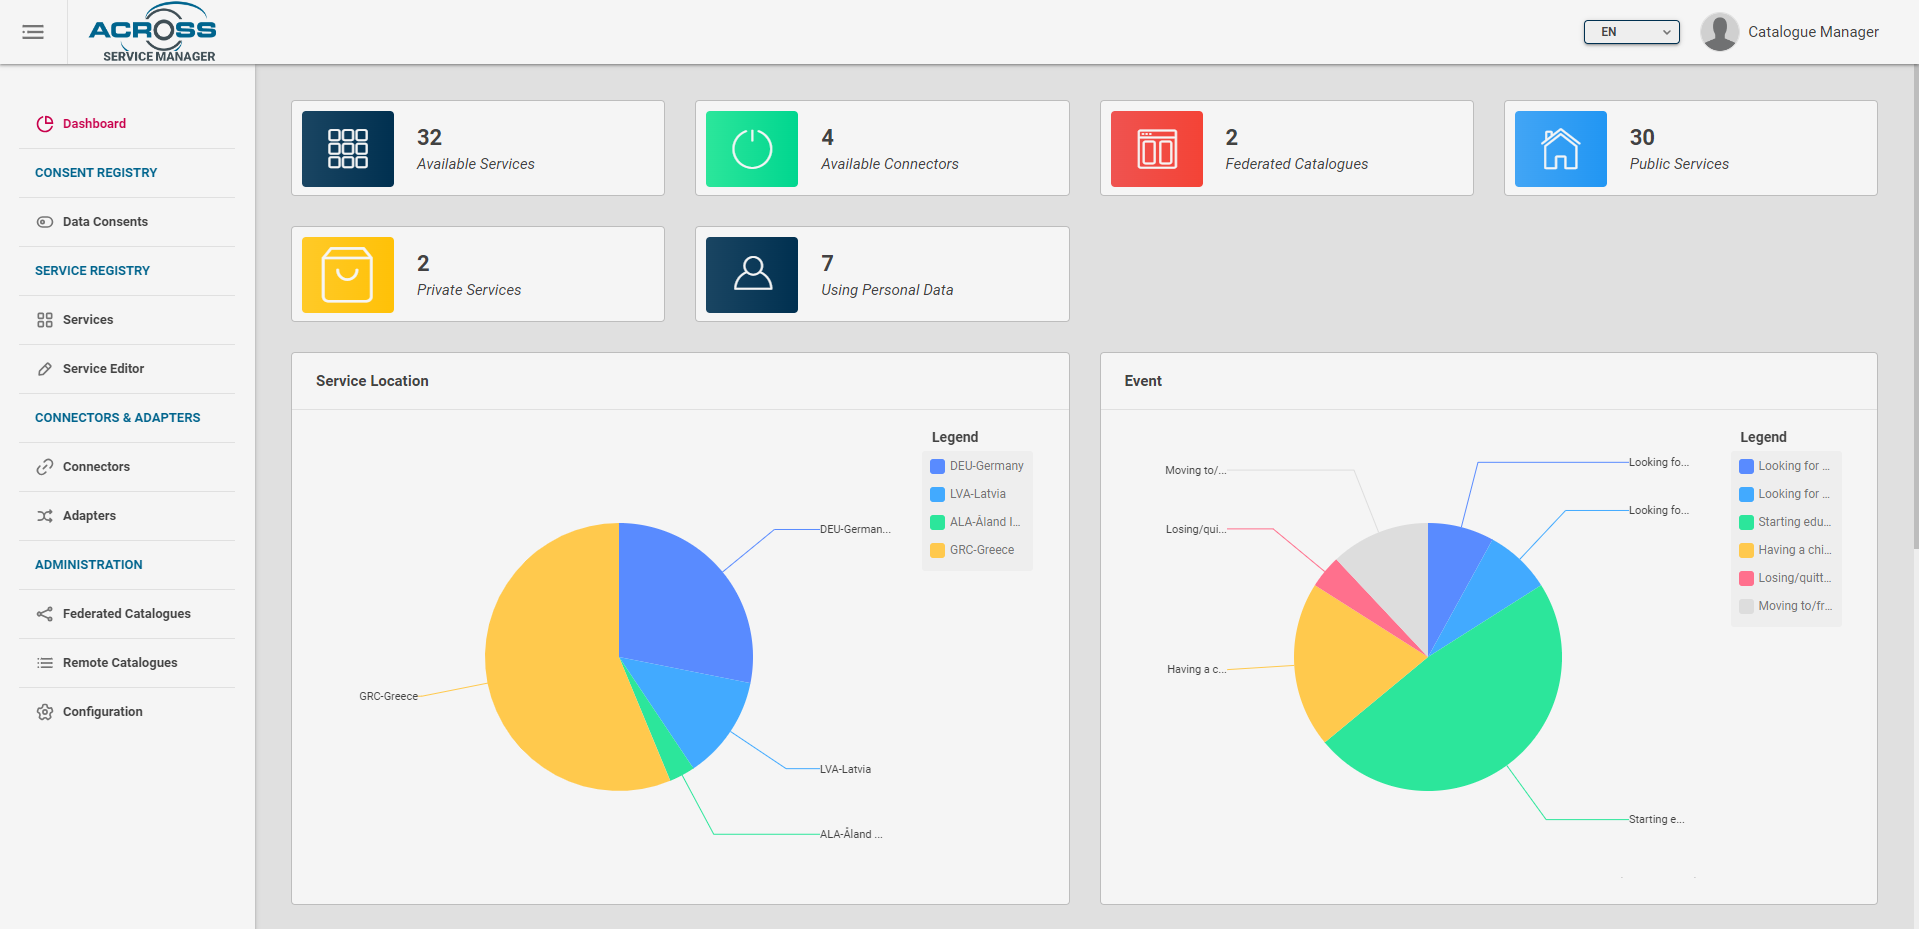 ACROSS
SERVICE MANAGER
EN
Catalogue Manager
Dashboard
CONSENT REGISTRY
Data Consents
SERVICE REGISTRY
Services
Service Editor
CONNECTORS & ADAPTERS
Connectors
Adapters
ADMINISTRATION
Federated Catalogues
Remote Catalogues
Configuration
32
Available Services
4
Available Connectors
2
Federated Catalogues
30
Public Services
2
Private Services
7
Using Personal Data
Service Location
Legend
DEU-Germany
LVA-Latvia
ALA-Åland I...
GRC-Greece
DEU-German...
GRC-Greece
LVA-Latvia
ALA-Åland ...
Event
Legend
Looking for ...
Looking for ...
Starting edu...
Having a chi...
Losing/quitt...
Moving to/fr...
Looking fo...
Moving to/...
Looking fo...
Losing/qui...
Having a c...
Starting e...